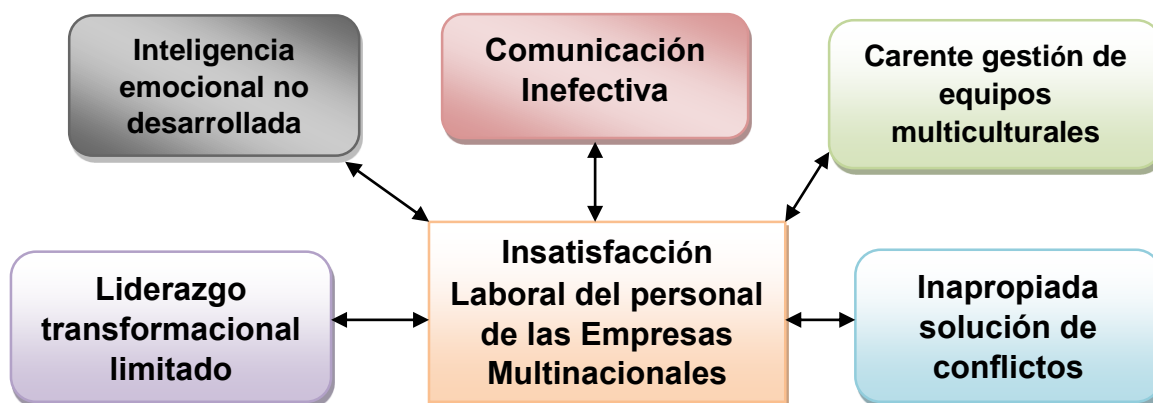 Inteligencia
emocional no
desarrollada
Comunicación
Inefectiva
Carente gestión de
equipos
multiculturales
Liderazgo
transformacional
limitado
Insatisfacción
Laboral del personal
de las Empresas
Multinacionales
Inapropiada
solución de
conflictos